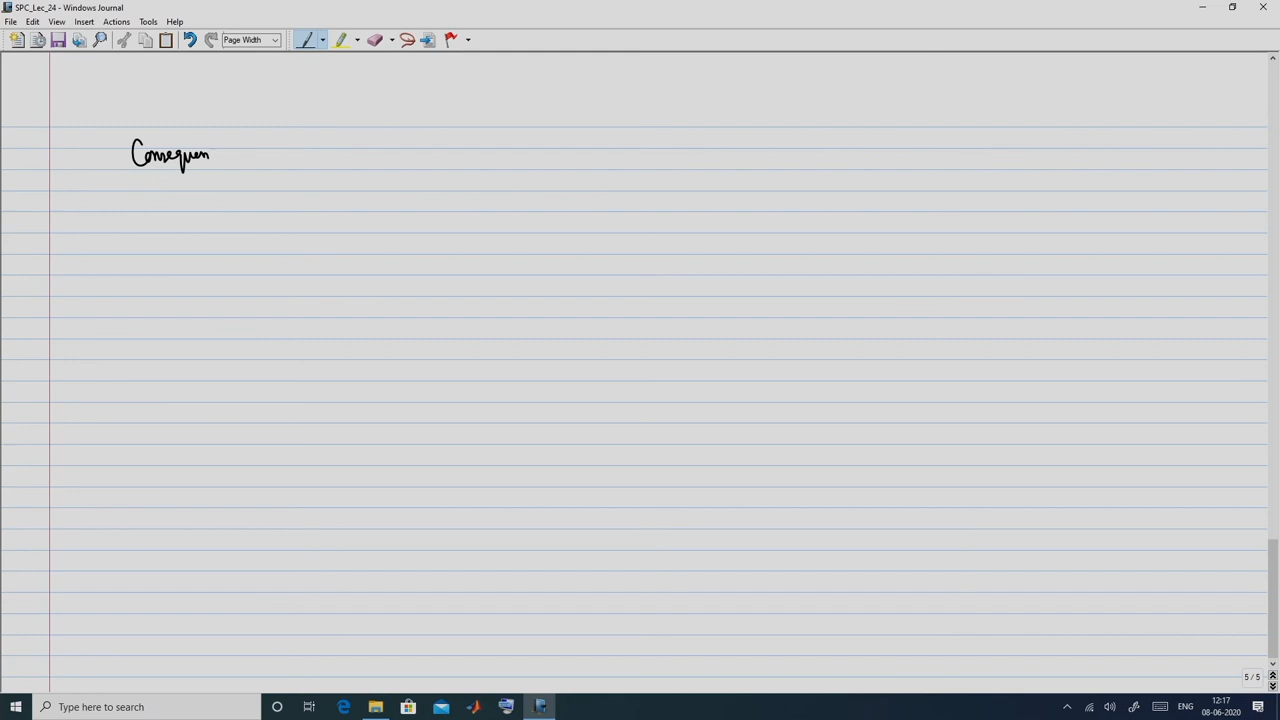 SPC_Lec_24 - Windows Journal
File Edit View Insert Actions Tools Help
Page Width
Consequen
5 / 5
Type here to search
ENG
12:17
08-06-2020